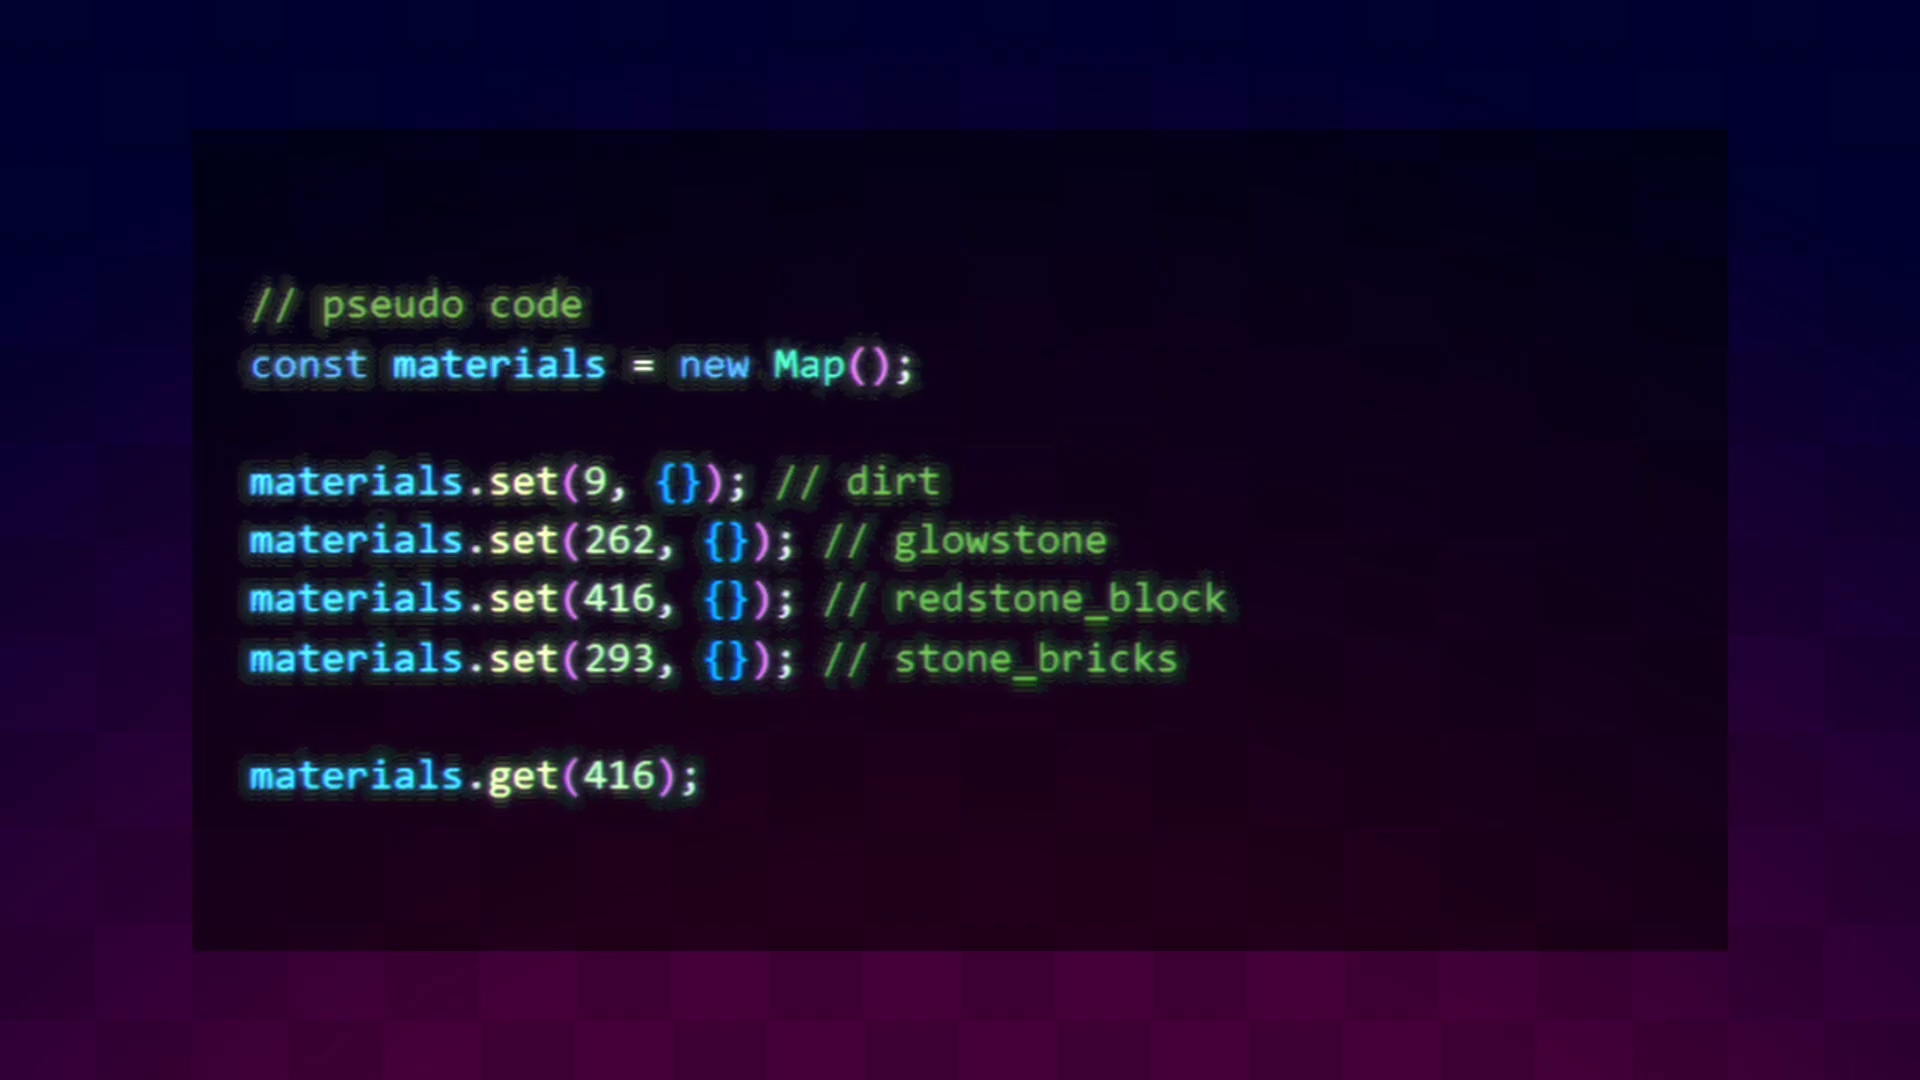 // pseudo code
const materials = new Map();
materials.set(9, {}); // dirt
materials.set(262, {}); // glowstone
materials.set(416, {}); // redstone_block
materials.set(293, {}); // stone_bricks
materials.get(416);